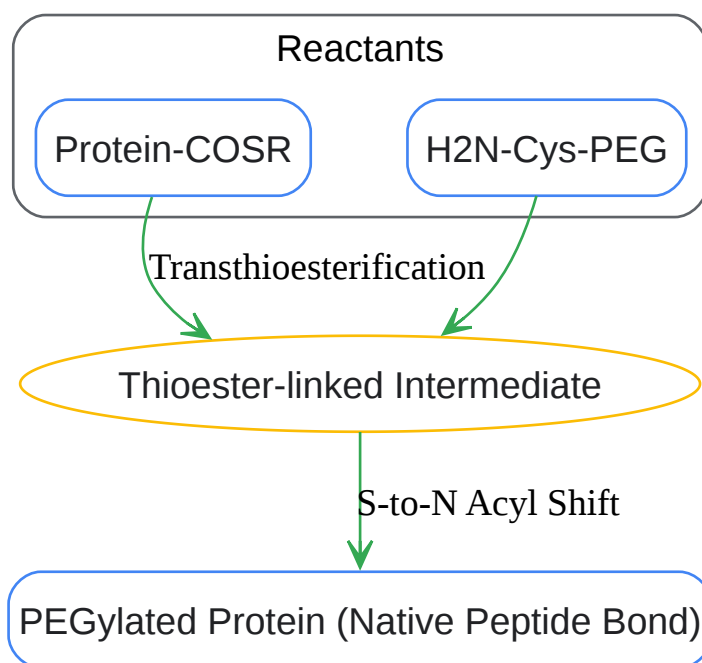 Reactants
Protein-COSR
H2N-Cys-PEG
Transthioesterification
Thioester-linked Intermediate
S-to-N Acyl Shift
PEGylated Protein (Native Peptide Bond)